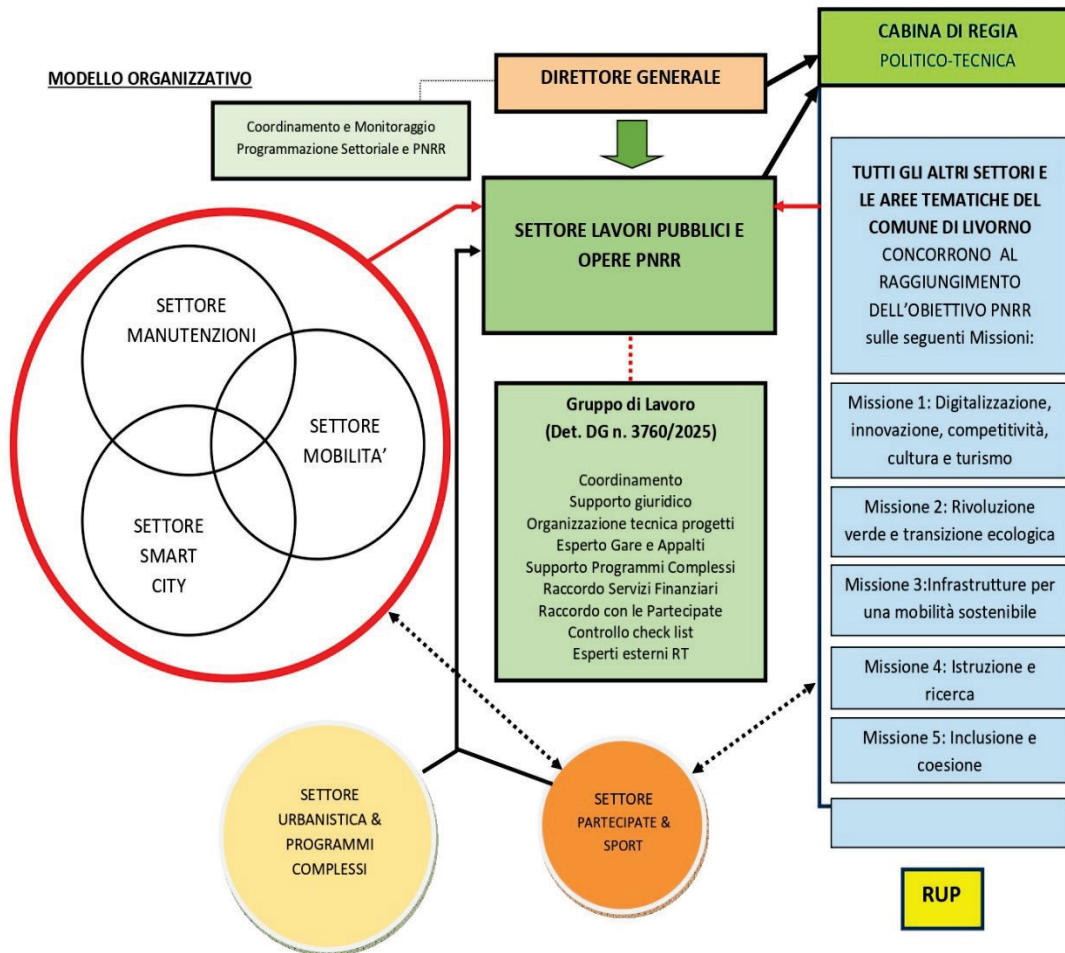 MODELLO ORGANIZZATIVO
DIRETTORE GENERALE
CABINA DI REGIA
POLITICO-TECNICA
Coordinamento e Monitoraggio
Programmazione Settoriale e PNRR
SETTORE LAVORI PUBBLICI E
OPERE PNRR
TUTTI GLI ALTRI SETTORI E
LE AREE TEMATICHE DEL
COMUNE DI LIVORNO
CONCORRONO AL
RAGGIUNGIMENTO
DELL'OBIETTIVO PNRR
sulle seguenti Missioni:
SETTORE
MANUTENZIONI
SETTORE
MOBILITA'
SETTORE
SMART
CITY
Gruppo di Lavoro
(Det. DG n. 3760/2025)
Coordinamento
Supporto giuridico
Organizzazione tecnica progetti
Esperto Gare e Appalti
Supporto Programmi Complessi
Raccordo Servizi Finanziari
Raccordo con le Partecipate
Controllo check list
Esperti esterni RT
Missione 1: Digitalizzazione,
innovazione, competitività,
cultura e turismo
Missione 2: Rivoluzione
verde e transizione ecologica
Missione 3:Infrastrutture per
una mobilità sostenibile
Missione 4: Istruzione e
ricerca
Missione 5: Inclusione e
coesione
SETTORE
URBANISTICA &
PROGRAMMI
COMPLESSI
SETTORE
PARTECIPATE &
SPORT
RUP